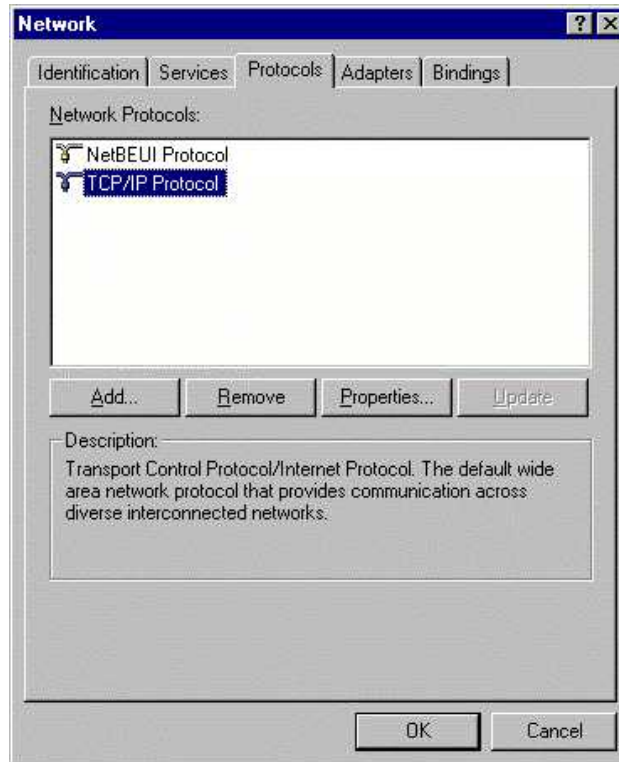 Network
Identification Services Protocols Adapters Bindings
Network Protocols:
NetBEUI Protocol
TCP/IP Protocol
Add... Remove Properties... Update
Description:
Transport Control Protocol/Internet Protocol. The default wide
area network protocol that provides communication across
diverse interconnected networks.
OK Cancel